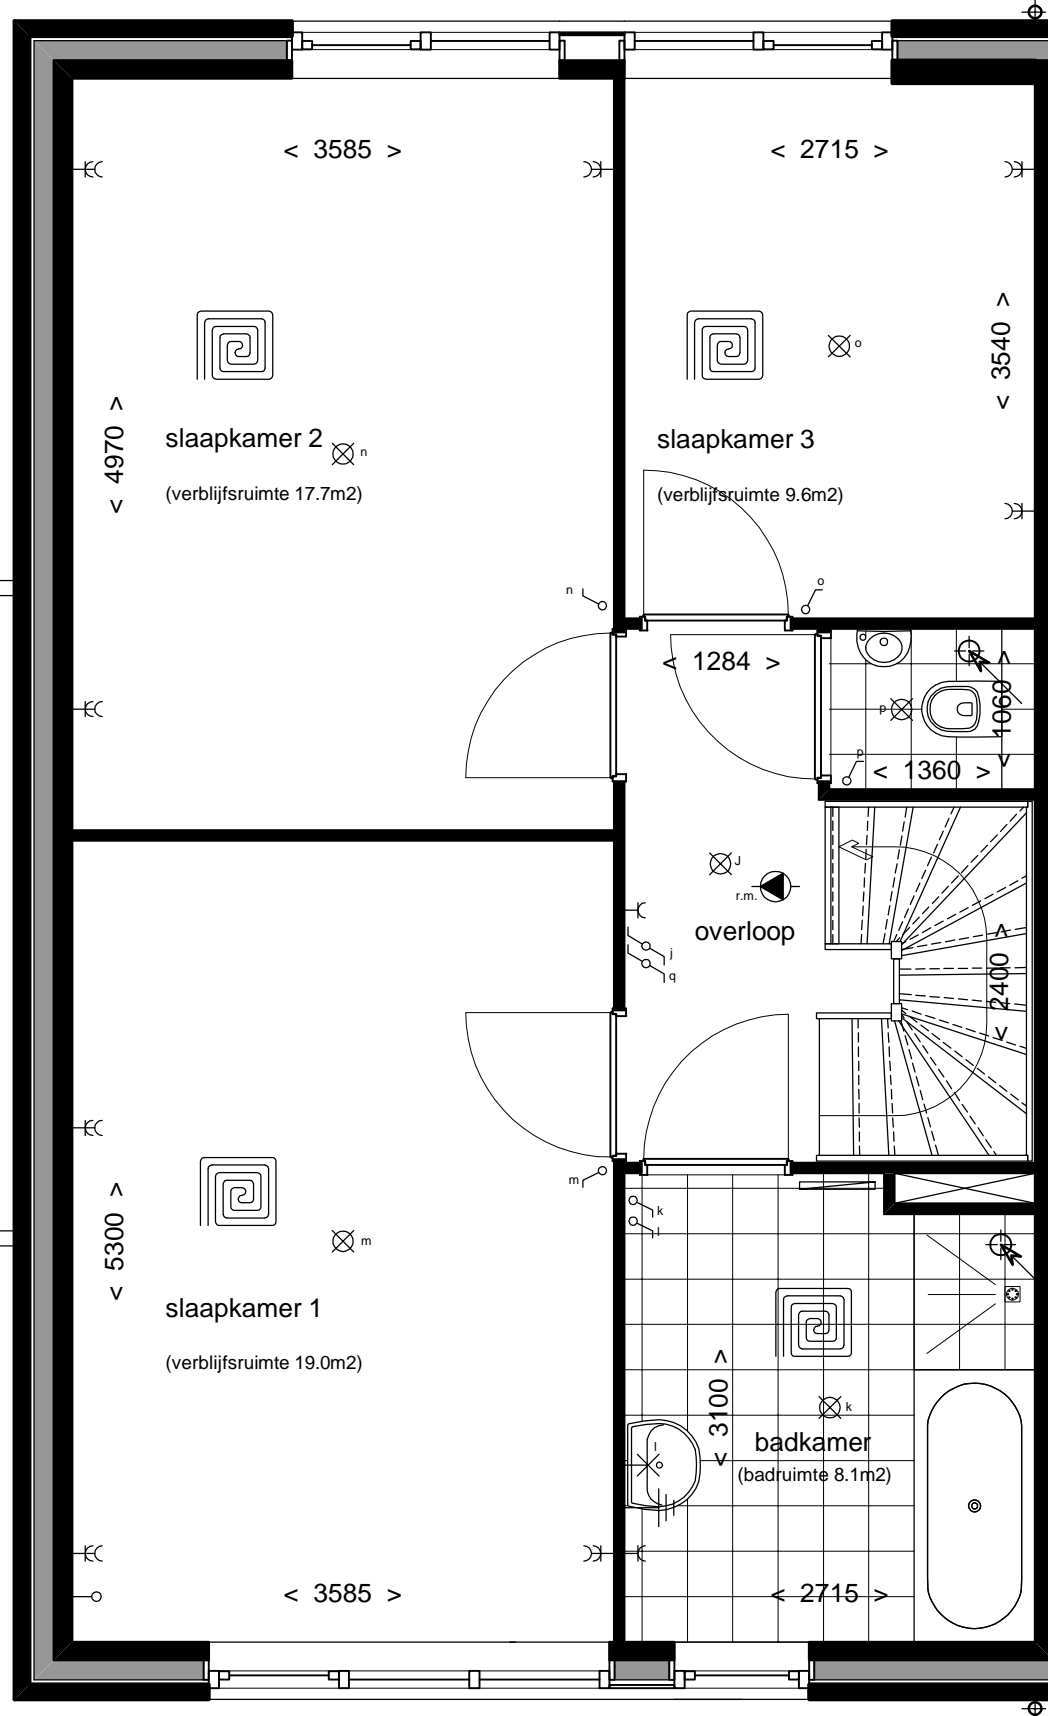 < 3585 >
< 2715 >
< 3540 >
slaapkamer 2
n
(verblijfsruimte 17.7m2)
< 4970 >
o
slaapkamer 3
(verblijfsruimte 9.6m2)
n
o
< 1284 >
p
< 1060 >
p
< 1360 >
J
r.m.
overloop
j
q
< 2400 >
m
k
l
< 5300 >
m
slaapkamer 1
(verblijfsruimte 19.0m2)
< 3100 >
k
badkamer
l
(badruimte 8.1m2)
< 3585 >
< 2715 >